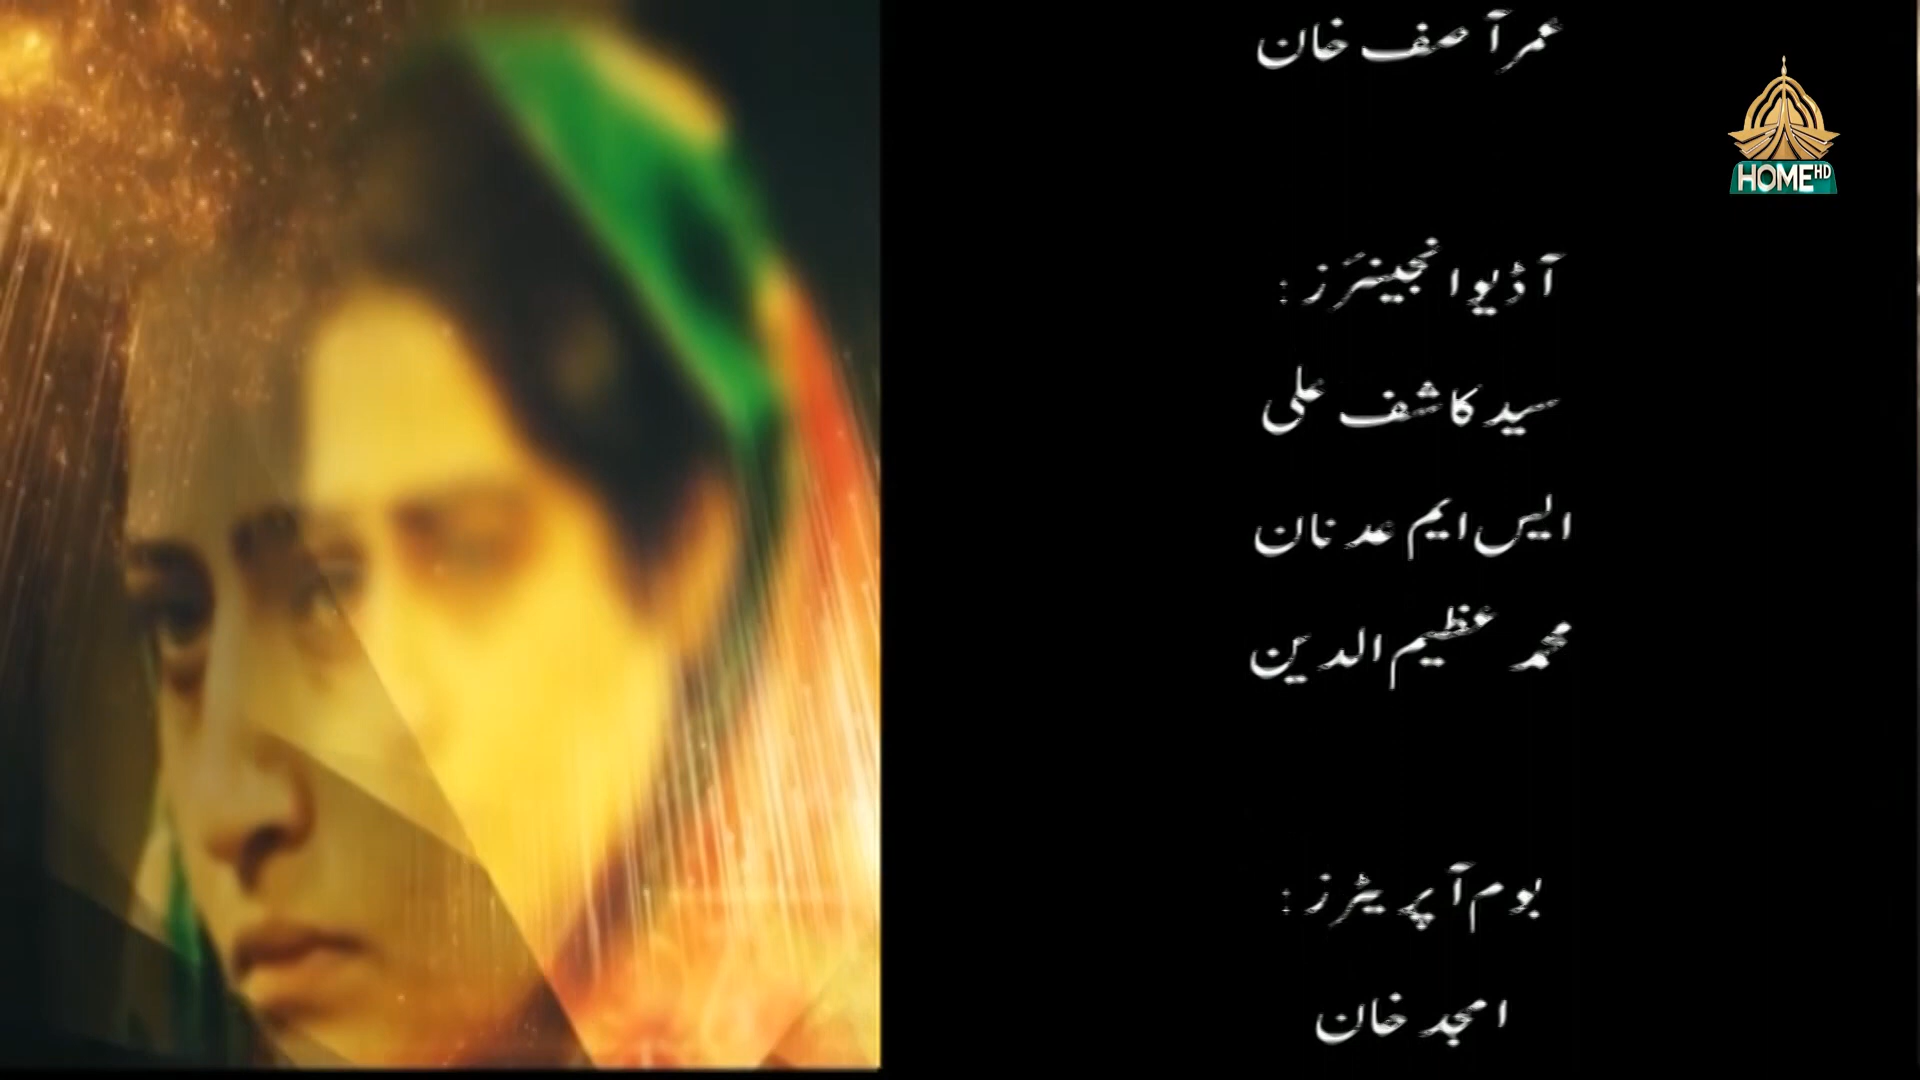 عمر آصف خان
HOME HD
آڈیو انجینئرز :
سید کاشف علی
ایس ایم عدنان
محمد عظیم الدین
بوم آپریٹرز :
امجد خان